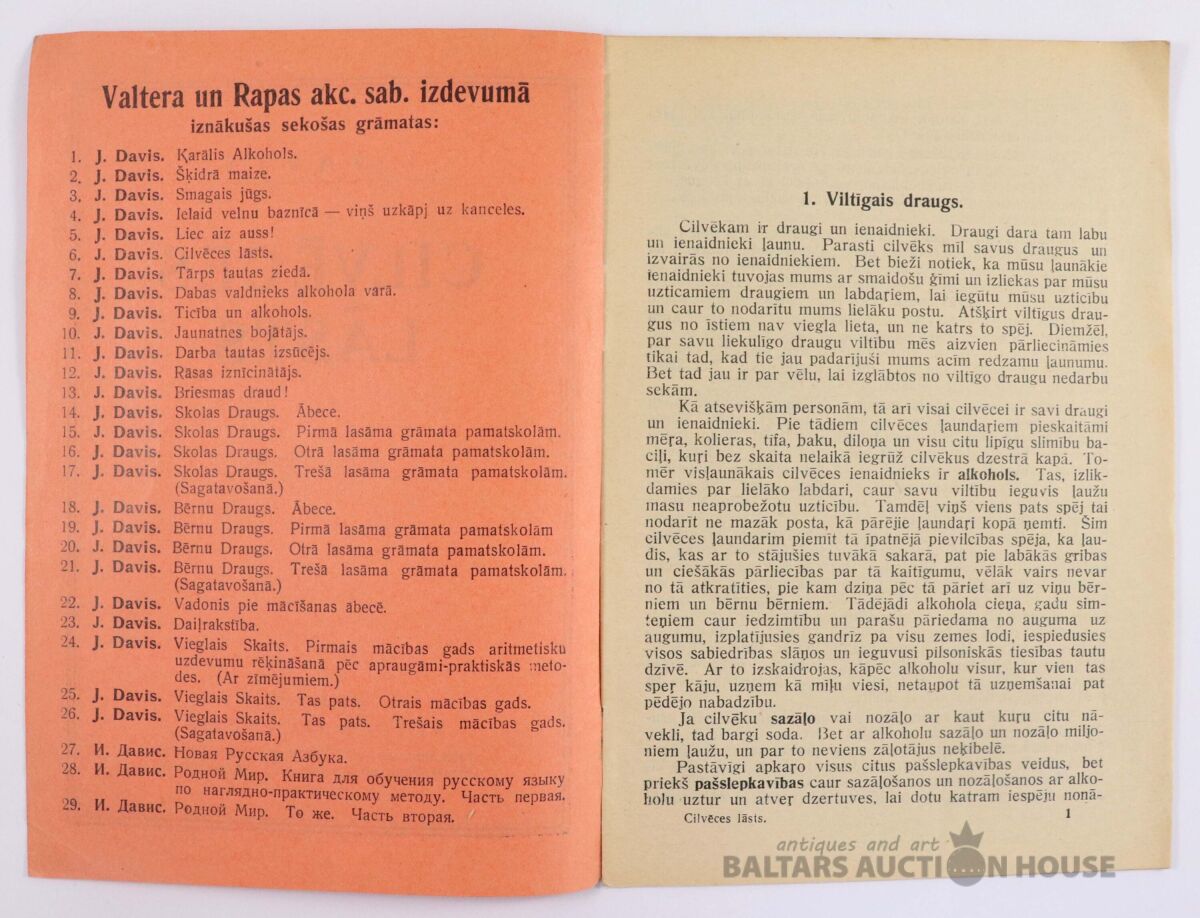 Valtera un Rapas akc. sab. izdevumā
iznākušas sekošas grāmatas:
1. J. Davis. Ķarālis Alkohols.
2. J. Davis. Šķidrā maize.
3. J. Davis. Smagais jūgs.
4. J. Davis. Ielaid velnu baznīcā — viņš uzkāpj uz kanceles.
5. J. Davis. Liec aiz auss!
6. J. Davis. Cilvēces lāsts.
7. J. Davis. Tārps tautas ziedā.
8. J. Davis. Dabas valdnieks alkohola varā.
9. J. Davis. Ticība un alkohols.
10. J. Davis. Jaunatnes bojātājs.
11. J. Davis. Darba tautas izsūcējs.
12. J. Davis. Rāsas iznīcinātājs.
13. J. Davis. Briesmas draud!
14. J. Davis. Skolas Draugs. Ābece.
15. J. Davis. Skolas Draugs. Pirmā lasāma grāmata pamatskolām.
16. J. Davis. Skolas Draugs. Otrā lasāma grāmata pamatskolām.
17. J. Davis. Skolas Draugs. Trešā lasāma grāmata pamatskolām.
(Sagatavošanā.)
18. J. Davis. Bērnu Draugs. Ābece.
19. J. Davis. Bērnu Draugs. Pirmā lasāma grāmata pamatskolām
20. J. Davis. Bērnu Draugs. Otrā lasāma grāmata pamatskolām.
21. J. Davis. Bērnu Draugs. Trešā lasāma grāmata pamatskolām.
(Sagatavošanā.)
22. J. Davis. Vadonis pie mācīšanas ābecē.
23. J. Davis. Daiļrakstība.
24. J. Davis. Vieglais Skaits. Pirmais mācības gads aritmetisku
uzdevumu rēķināšanā pēc apraugāmi-praktiskās meto-
des. (Ar zīmējumiem.)
25. J. Davis. Vieglais Skaits. Tas pats. Otrais mācības gads.
26. J. Davis. Vieglais Skaits. Tas pats. Trešais mācības gads.
(Sagatavošanā.)
27. И. Давис. Новая Русская Азбука.
28. И. Давис. Родной Мир. Книга для обучения русскому языку
по наглядно-практическому методу. Часть первая.
29. И. Давис. Родной Мир. То же. Часть вторая.
1. Viltīgais draugs.
Cilvēkam ir draugi un ienaidnieki. Draugi dara tam labu
un ienaidnieki ļaunu. Parasti cilvēks mīl savus draugus un
izvairās no ienaidniekiem. Bet bieži notiek, ka mūsu ļaunākie
ienaidnieki tuvojas mums ar smaidošu ģīmi un izliekas par mūsu
uzticamiem draugiem un labdaŗiem, lai iegūtu mūsu uzticību
un caur to nodarītu mums lielāku postu. Atšķirt viltīgus drau-
gus no īstiem nav viegla lieta, un ne katrs to spēj. Diemžēl,
par savu liekulīgo draugu viltību mēs aizvien pārliecināmies
tikai tad, kad tie jau padarījuši mums acīm redzamu ļaunumu.
Bet tad jau ir par vēlu, lai izglābtos no viltīgo draugu nedarbu
sekām.
Kā atsevišķām personām, tā arī visai cilvēcei ir savi draugi
un ienaidnieki. Pie tādiem cilvēces ļaundariem pieskaitāmi
mēŗa, kolieras, tīfa, baku, diloņa un visu citu lipīgu slimību ba-
ciļi, kuŗi bez skaita nelaikā iegrūž cilvēkus dzestrā kapā. To-
mēr visļaunākais cilvēces ienaidnieks ir alkohols. Tas, izlik-
damies par lielāko labdari, caur savu viltību ieguvis ļaužu
masu neaprobežotu uzticību. Tamdēļ viņš viens pats spēj tai
nodarīt ne mazāk posta, kā pārējie ļaundari kopā ņemti. Šim
cilvēces ļaundarim piemīt tā īpatnējā pievilcības spēja, ka ļau-
dis, kas ar to stājušies tuvākā sakarā, pat pie labākās gribas
un ciešākās pārliecības par tā kaitīgumu, vēlāk vairs nevar
no tā atkratīties, pie kam dziņa pēc tā pāriet arī uz viņu bēr-
niem un bērnu bērniem. Tādējādi alkohola cieņa, gadu sim-
teņiem caur iedzimtību un parašu pāriedama no auguma uz
augumu, izplatījusies gandrīz pa visu zemes lodi, iespiedusies
visos sabiedrības slāņos un ieguvusi pilsoniskās tiesības tautu
dzīvē. Ar to izskaidrojas, kāpēc alkoholu visur, kur vien tas
speŗ kāju, uzņem kā mīļu viesi, netaupot tā uzņemšanai pat
pēdējo nabadzību.
Ja cilvēku sazāļo vai nozāļo ar kaut kuŗu citu nā-
vekli, tad bargi soda. Bet ar alkoholu sazāļo un nozāļo miljo-
niem ļaužu, un par to neviens zāļotājus neķibelē.
Pastāvīgi apkaŗo visus citus pašslepkavības veidus, bet
priekš pašslepkavības caur sazāļošanos un nozāļošanos ar alko-
holu uztur un atveŗ dzertuves, lai dotu katram iespēju nonā-
Cilvēces lāsts.
1
antiques and art
BALTARS AUCTION HOUSE